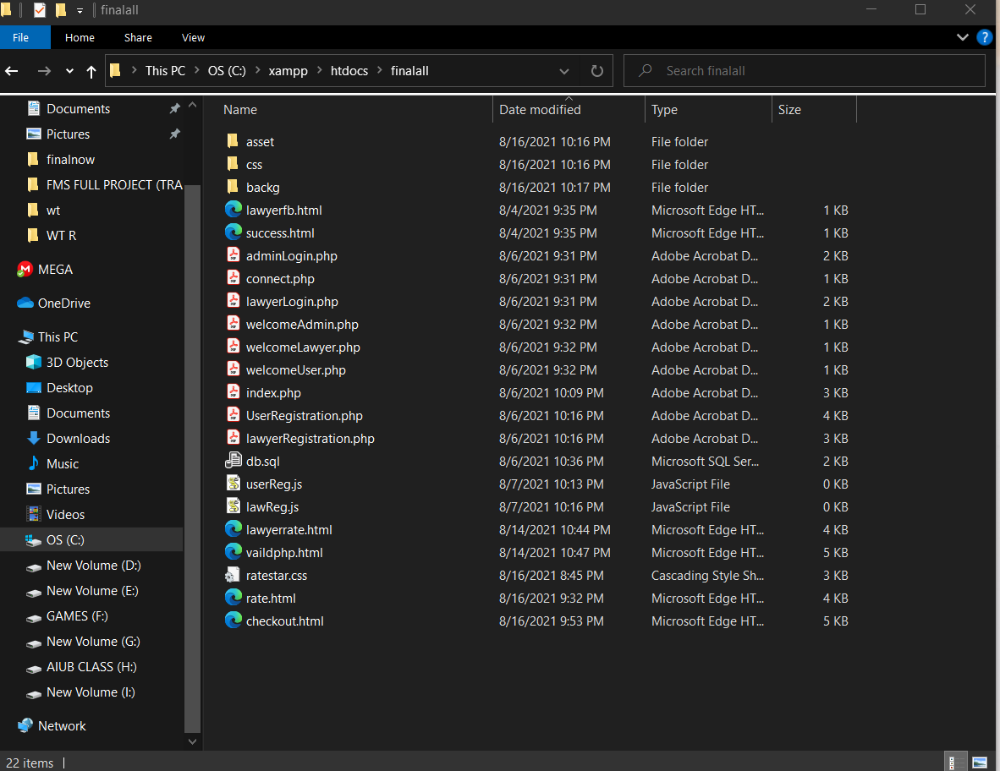 finalall
File Home Share View
This PC OS (C:) xampp htdocs finalall Search finalall
Documents
Pictures
finalnow
FMS FULL PROJECT (TRA
wt
WT R
MEGA
OneDrive
This PC
3D Objects
Desktop
Documents
Downloads
Music
Pictures
Videos
OS (C:)
New Volume (D:)
New Volume (E:)
GAMES (F:)
New Volume (G:)
AIUB CLASS (H:)
New Volume (I:)
Network
Name Date modified Type Size
asset 8/16/2021 10:16 PM File folder
css 8/16/2021 10:16 PM File folder
backg 8/16/2021 10:17 PM File folder
lawyerfb.html 8/4/2021 9:35 PM Microsoft Edge HT... 1 KB
success.html 8/4/2021 9:35 PM Microsoft Edge HT... 1 KB
adminLogin.php 8/6/2021 9:31 PM Adobe Acrobat D... 2 KB
connect.php 8/6/2021 9:31 PM Adobe Acrobat D... 1 KB
lawyerLogin.php 8/6/2021 9:31 PM Adobe Acrobat D... 2 KB
welcomeAdmin.php 8/6/2021 9:32 PM Adobe Acrobat D... 1 KB
welcomeLawyer.php 8/6/2021 9:32 PM Adobe Acrobat D... 1 KB
welcomeUser.php 8/6/2021 9:32 PM Adobe Acrobat D... 1 KB
index.php 8/6/2021 10:09 PM Adobe Acrobat D... 3 KB
UserRegistration.php 8/6/2021 10:16 PM Adobe Acrobat D... 4 KB
lawyerRegistration.php 8/6/2021 10:16 PM Adobe Acrobat D... 3 KB
db.sql 8/6/2021 10:36 PM Microsoft SQL Ser... 2 KB
userReg.js 8/7/2021 10:13 PM JavaScript File 0 KB
lawReg.js 8/7/2021 10:16 PM JavaScript File 0 KB
lawyerrate.html 8/14/2021 10:44 PM Microsoft Edge HT... 4 KB
vaildphp.html 8/14/2021 10:47 PM Microsoft Edge HT... 5 KB
ratestar.css 8/16/2021 8:45 PM Cascading Style Sh... 3 KB
rate.html 8/16/2021 9:32 PM Microsoft Edge HT... 4 KB
checkout.html 8/16/2021 9:53 PM Microsoft Edge HT... 5 KB
22 items